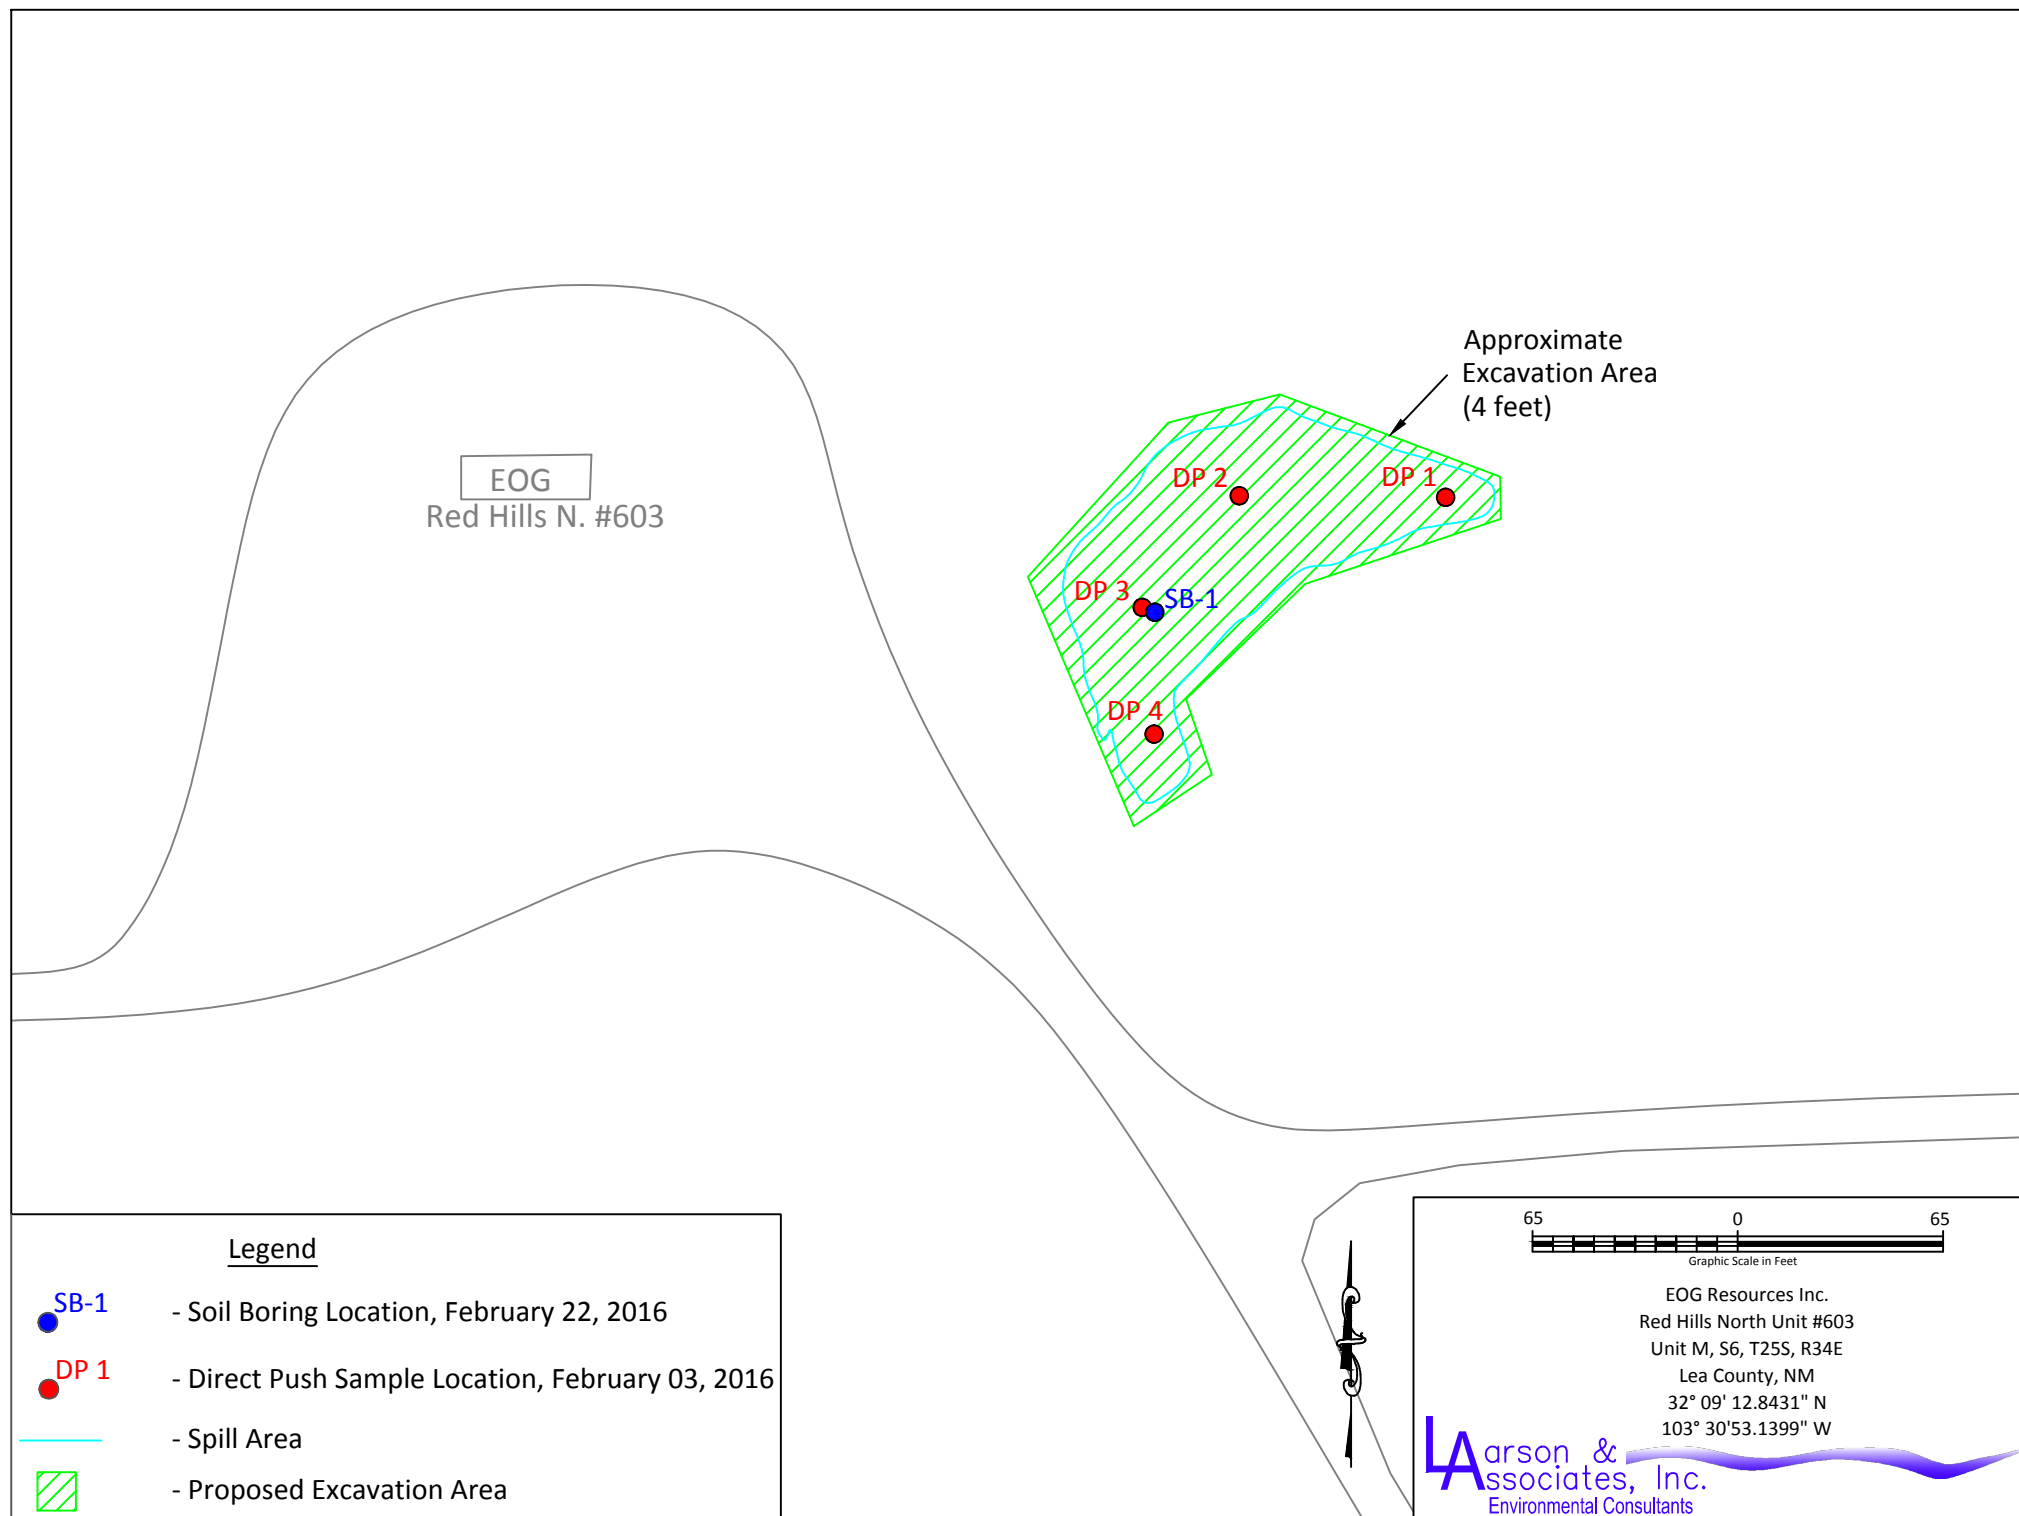 Approximate
Excavation Area
(4 feet)
EOG
Red Hills N. #603
DP 2
DP 1
DP 3
SB-1
DP 4
Legend
SB-1
- Soil Boring Location, February 22, 2016
DP 1
- Direct Push Sample Location, February 03, 2016
- Spill Area
- Proposed Excavation Area
65 0 65
Graphic Scale in Feet
EOG Resources Inc.
Red Hills North Unit #603
Unit M, S6, T25S, R34E
Lea County, NM
32° 09' 12.8431" N
103° 30'53.1399" W
Larson &
Associates, Inc.
Environmental Consultants